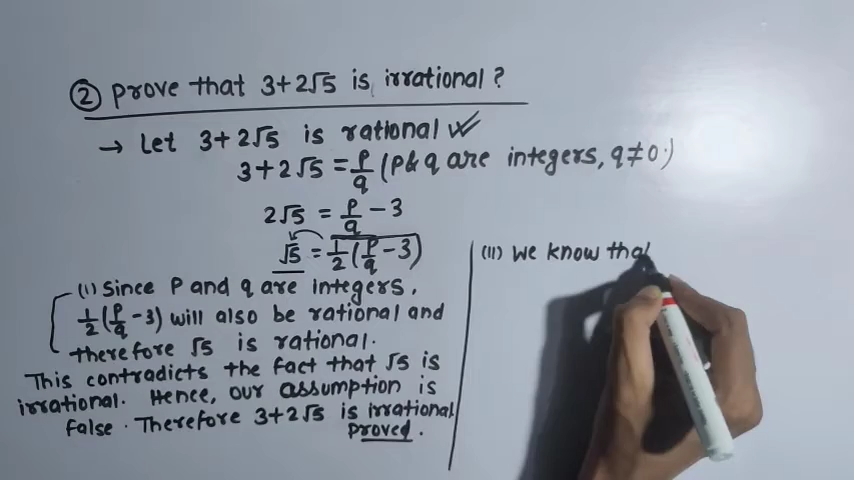 ② Prove that 3+2√5 is irrational?
→ Let 3+2√5 is rational
3+2√5 = p/q (P & q are integers, q≠0.)
2√5 = p/q - 3
√5 = 1/2 (p/q - 3)
(I) Since P and q are integers,
1/2 (p/q - 3) will also be rational and
therefore √5 is rational.
This contradicts the fact that √5 is
irrational. Hence, our assumption is
false. Therefore 3+2√5 is irrational
Proved.
(II) We know that